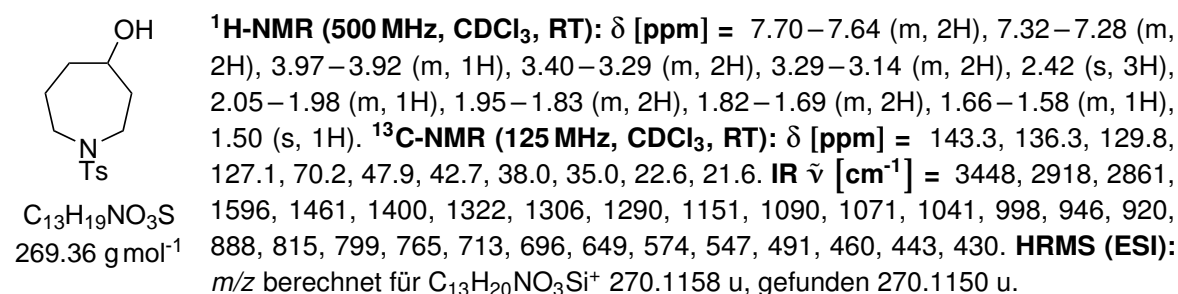 OH
N
Ts
C₁₃H₁₉NO₃S
269.36 g mol⁻¹
¹H-NMR (500 MHz, CDCl₃, RT): δ [ppm] = 7.70–7.64 (m, 2H), 7.32–7.28 (m,
2H), 3.97–3.92 (m, 1H), 3.40–3.29 (m, 2H), 3.29–3.14 (m, 2H), 2.42 (s, 3H),
2.05–1.98 (m, 1H), 1.95–1.83 (m, 2H), 1.82–1.69 (m, 2H), 1.66–1.58 (m, 1H),
1.50 (s, 1H). ¹³C-NMR (125 MHz, CDCl₃, RT): δ [ppm] = 143.3, 136.3, 129.8,
127.1, 70.2, 47.9, 42.7, 38.0, 35.0, 22.6, 21.6. IR ṽ [cm⁻¹] = 3448, 2918, 2861,
1596, 1461, 1400, 1322, 1306, 1290, 1151, 1090, 1071, 1041, 998, 946, 920,
888, 815, 799, 765, 713, 696, 649, 574, 547, 491, 460, 443, 430. HRMS (ESI):
m/z berechnet für C₁₃H₂₀NO₃Si⁺ 270.1158 u, gefunden 270.1150 u.